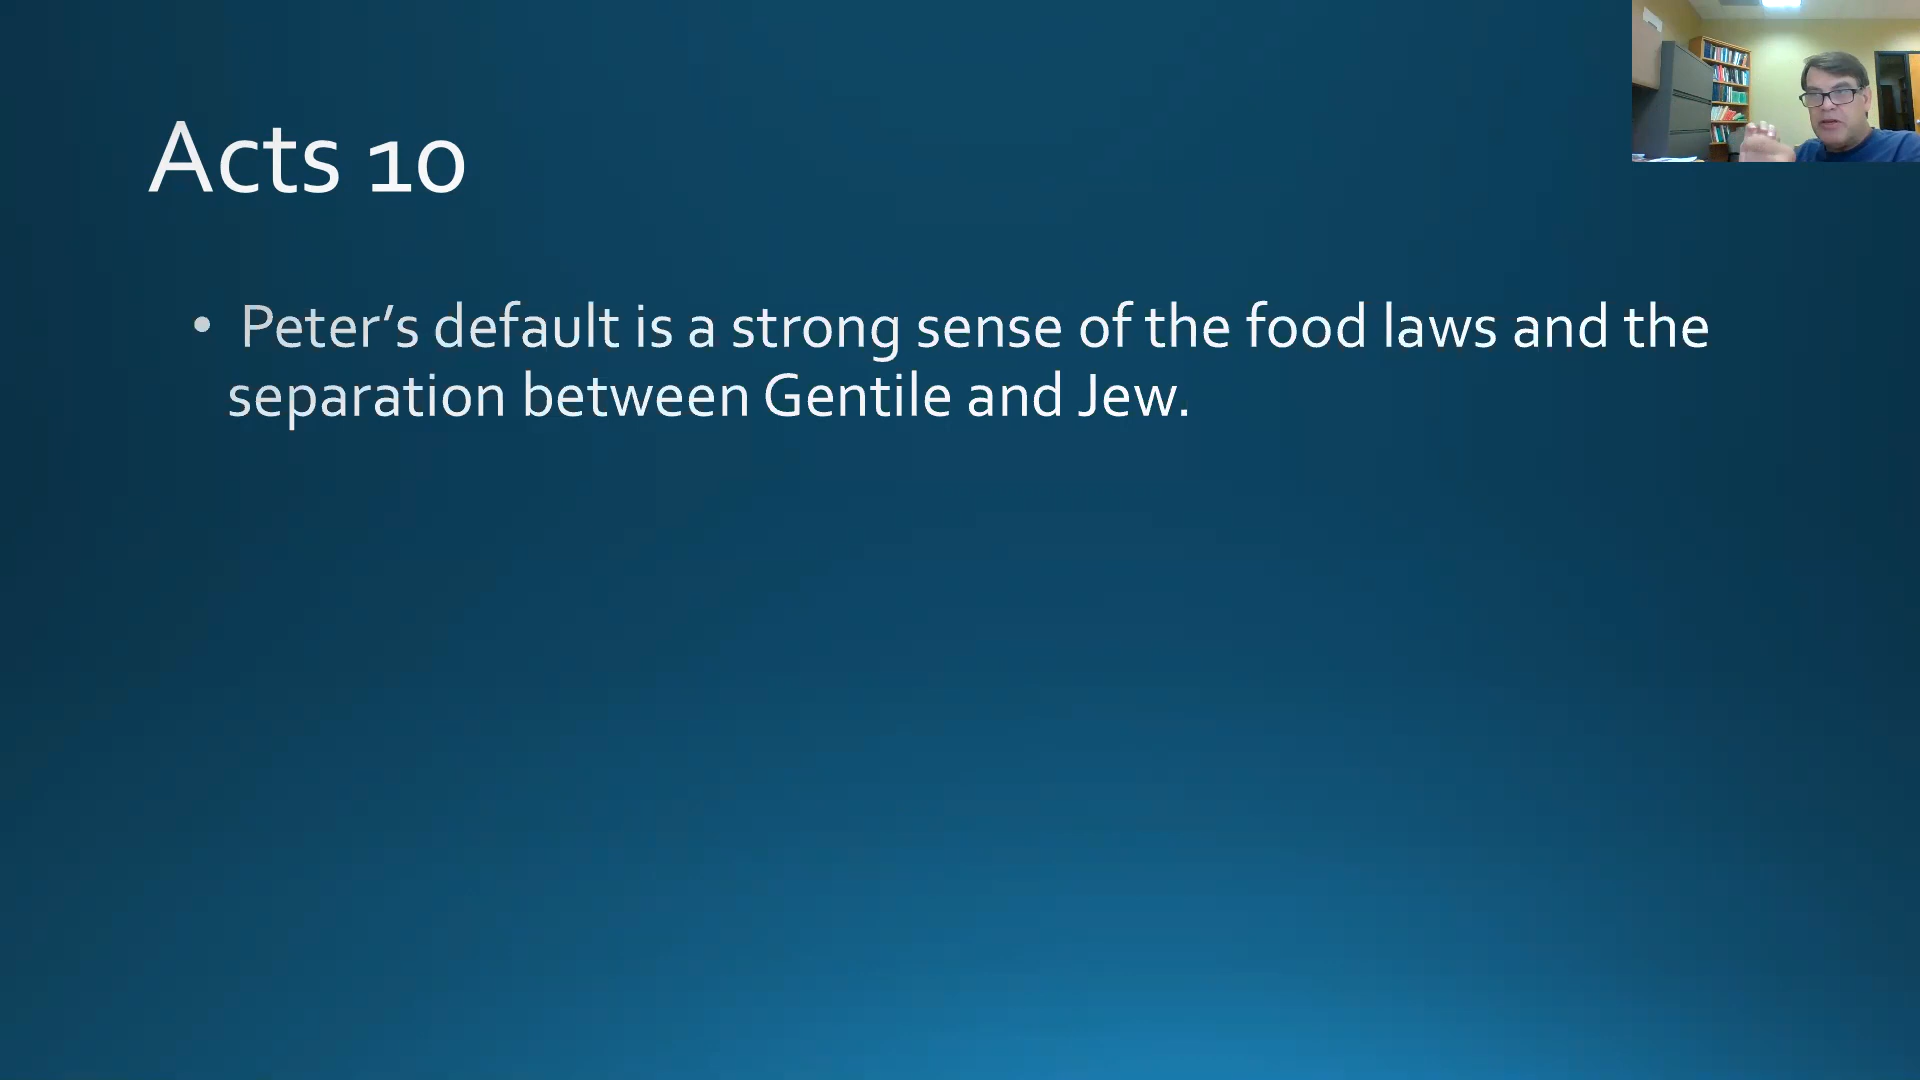 Acts 10
• Peter’s default is a strong sense of the food laws and the
separation between Gentile and Jew.